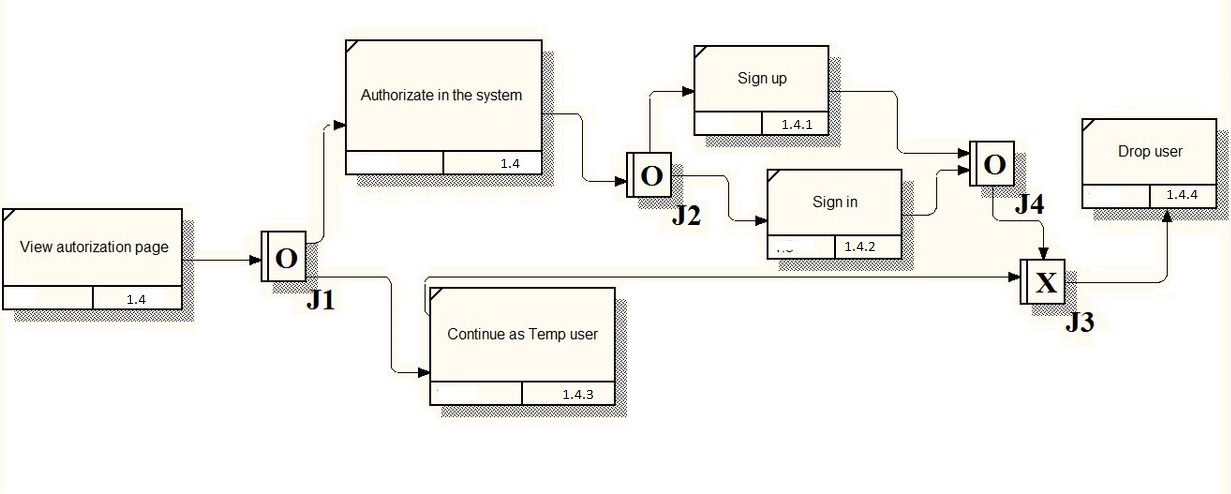 View autorization page
1.4
O
J1
Authorizate in the system
1.4
Continue as Temp user
1.4.3
O
J2
Sign up
1.4.1
Sign in
1.4.2
O
J4
X
J3
Drop user
1.4.4